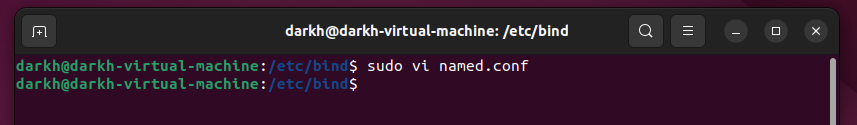 darkh@darkh-virtual-machine: /etc/bind
darkh@darkh-virtual-machine:/etc/bind$ sudo vi named.conf
darkh@darkh-virtual-machine:/etc/bind$